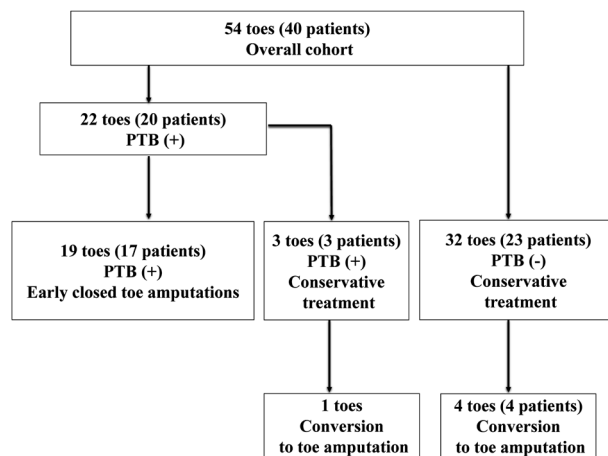 54 toes (40 patients)
Overall cohort
22 toes (20 patients)
PTB (+)
19 toes (17 patients)
PTB (+)
Early closed toe amputations
3 toes (3 patients)
PTB (+)
Conservative
treatment
32 toes (23 patients)
PTB (-)
Conservative
treatment
1 toes
Conversion
to toe amputation
4 toes (4 patients)
Conversion
to toe amputation